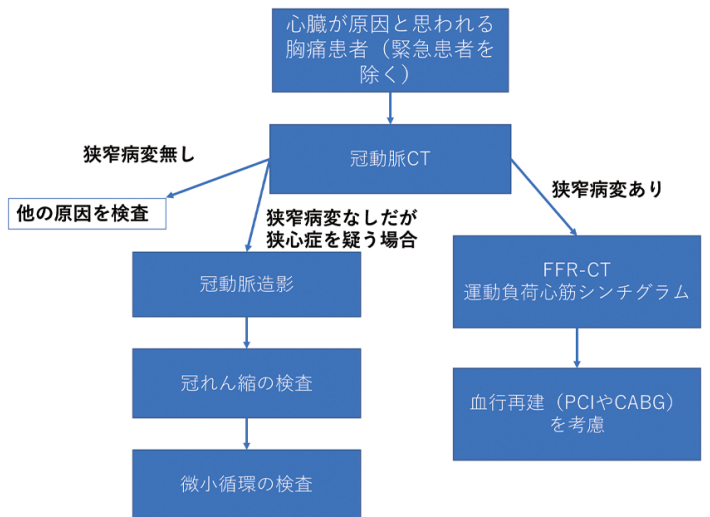 心臓が原因と思われる
胸痛患者（緊急患者を
除く）
狭窄病変無し
冠動脈CT
狭窄病変あり
他の原因を検査
狭窄病変なしだが
狭心症を疑う場合
冠動脈造影
FFR-CT
運動負荷心筋シンチグラム
冠れん縮の検査
血行再建（PCIやCABG）
を考慮
微小循環の検査